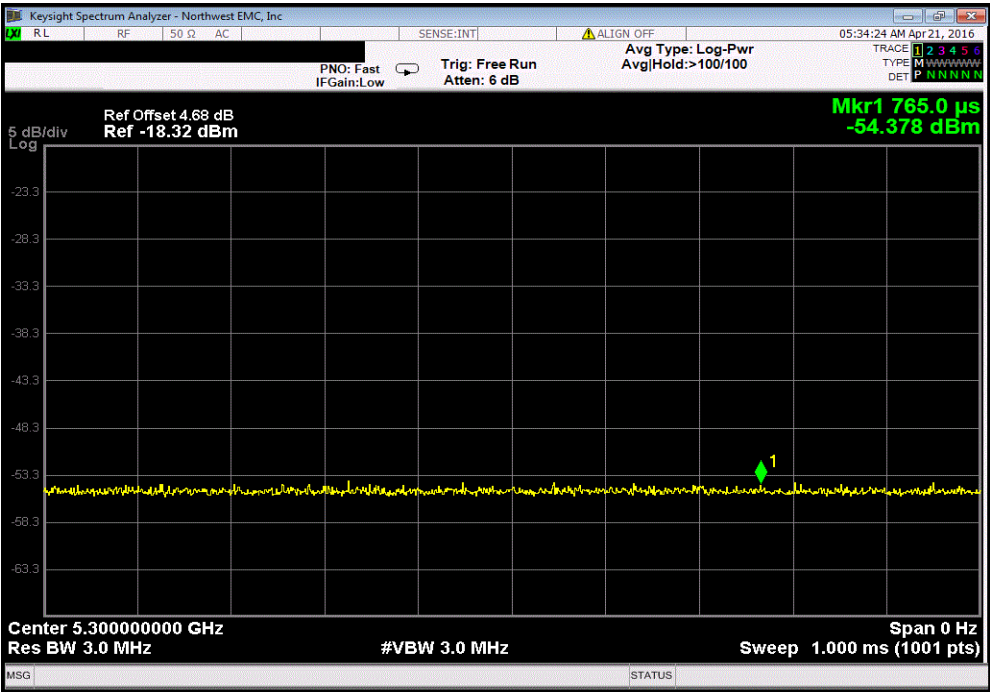 Keysight Spectrum Analyzer - Northwest EMC, Inc
LXI RL RF 50 Ω AC SENSE:INT ALIGN OFF 05:34:24 AM Apr 21, 2016
PNO: Fast Trig: Free Run Avg Type: Log-Pwr TRACE 1 2 3 4 5 6
IFGain:Low Atten: 6 dB Avg|Hold:>100/100 TYPE M WWWWW
DET P N N N N N
Mkr1 765.0 µs
-54.378 dBm
Ref Offset 4.68 dB
5 dB/div Ref -18.32 dBm
Log
-23.3
-28.3
-33.3
-38.3
-43.3
-48.3
1
-53.3
-58.3
-63.3
Center 5.300000000 GHz Span 0 Hz
Res BW 3.0 MHz #VBW 3.0 MHz Sweep 1.000 ms (1001 pts)
MSG STATUS